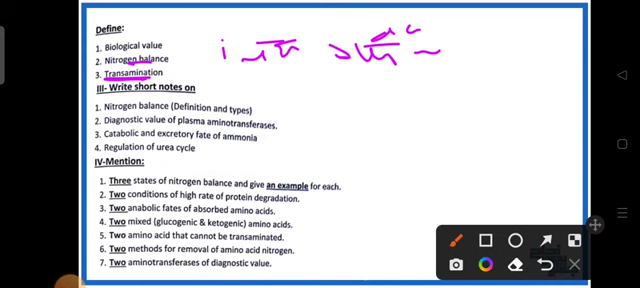 Define:
1. Biological value
2. Nitrogen balance
3. Transamination
III- Write short notes on
1. Nitrogen balance (Definition and types)
2. Diagnostic value of plasma aminotransferases.
3. Catabolic and excretory fate of ammonia
4. Regulation of urea cycle
IV-Mention:
1. Three states of nitrogen balance and give an example for each.
2. Two conditions of high rate of protein degradation.
3. Two anabolic fates of absorbed amino acids.
4. Two mixed (glucogenic & ketogenic) amino acids.
5. Two amino acid that cannot be transaminated.
6. Two methods for removal of amino acid nitrogen.
7. Two aminotransferases of diagnostic value.